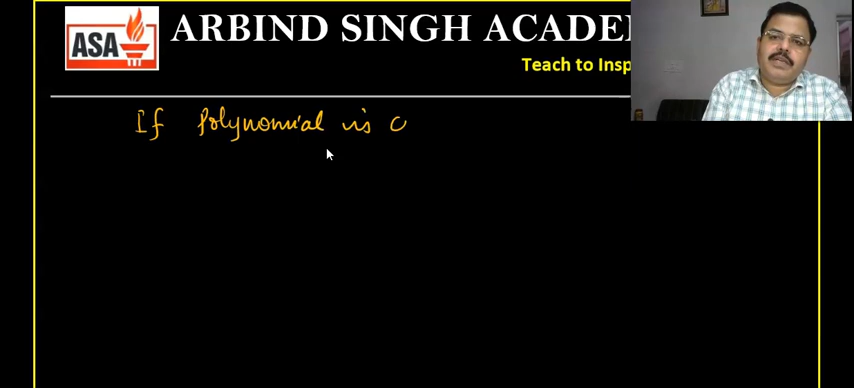 ASA
ARBIND SINGH ACADE
Teach to Insp
If Polynomial is c